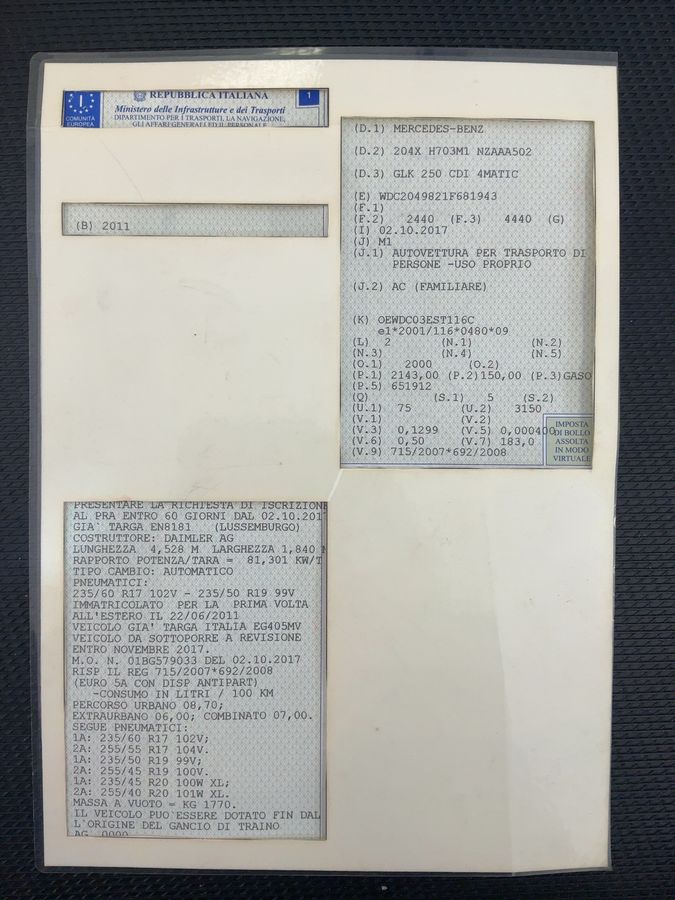 REPUBBLICA ITALIANA
1
Ministero delle Infrastrutture e dei Trasporti
DIPARTIMENTO PER I TRASPORTI, LA NAVIGAZIONE,
GLI AFFARI GENERALI ED IL PERSONALE
I
COMUNITÀ
EUROPEA
(B) 2011
(D.1) MERCEDES-BENZ
(D.2) 204X H703M1 NZAAA502
(D.3) GLK 250 CDI 4MATIC
(E) WDC2049821F681943
(F.1)
(F.2) 2440 (F.3) 4440 (G)
(I) 02.10.2017
(J) M1
(J.1) AUTOVETTURA PER TRASPORTO DI
PERSONE -USO PROPRIO
(J.2) AC (FAMILIARE)
(K) OEWDC03EST116C
e1*2001/116*0480*09
(L) 2 (N.1) (N.2)
(N.3) (N.4) (N.5)
(O.1) 2000 (O.2)
(P.1) 2143,00 (P.2)150,00 (P.3)GASO
(P.5) 651912
(Q) (S.1) 5 (S.2)
(U.1) 75 (U.2) 3150
(V.1) (V.2)
(V.3) 0,1299 (V.5) 0,000400
(V.6) 0,50 (V.7) 183,0
(V.9) 715/2007*692/2008
IMPOSTA
DI BOLLO
ASSOLTA
IN MODO
VIRTUALE
PRESENTARE LA RICHIESTA DI ISCRIZIONE
AL PRA ENTRO 60 GIORNI DAL 02.10.201
GIA` TARGA EN8181 (LUSSEMBURGO)
COSTRUTTORE: DAIMLER AG
LUNGHEZZA 4,528 M LARGHEZZA 1,840
RAPPORTO POTENZA/TARA = 81,301 KW/T
TIPO CAMBIO: AUTOMATICO
PNEUMATICI:
235/60 R17 102V - 235/50 R19 99V
IMMATRICOLATO PER LA PRIMA VOLTA
ALL'ESTERO IL 22/06/2011
VEICOLO GIA' TARGA ITALIA EG405MV
VEICOLO DA SOTTOPORRE A REVISIONE
ENTRO NOVEMBRE 2017.
M.O. N. 01BG579033 DEL 02.10.2017
RISP IL REG 715/2007*692/2008
(EURO 5A CON DISP ANTIPART)
-CONSUMO IN LITRI / 100 KM
PERCORSO URBANO 08,70;
EXTRAURBANO 06,00; COMBINATO 07,00.
SEGUE PNEUMATICI:
1A: 235/60 R17 102V;
2A: 255/55 R17 104V.
1A: 235/50 R19 99V;
2A: 255/45 R19 100V.
1A: 235/45 R20 100W XL;
2A: 255/40 R20 101W XL.
MASSA A VUOTO = KG 1770.
IL VEICOLO PUO`ESSERE DOTATO FIN DAL
L'ORIGINE DEL GANCIO DI TRAINO
AG 0000